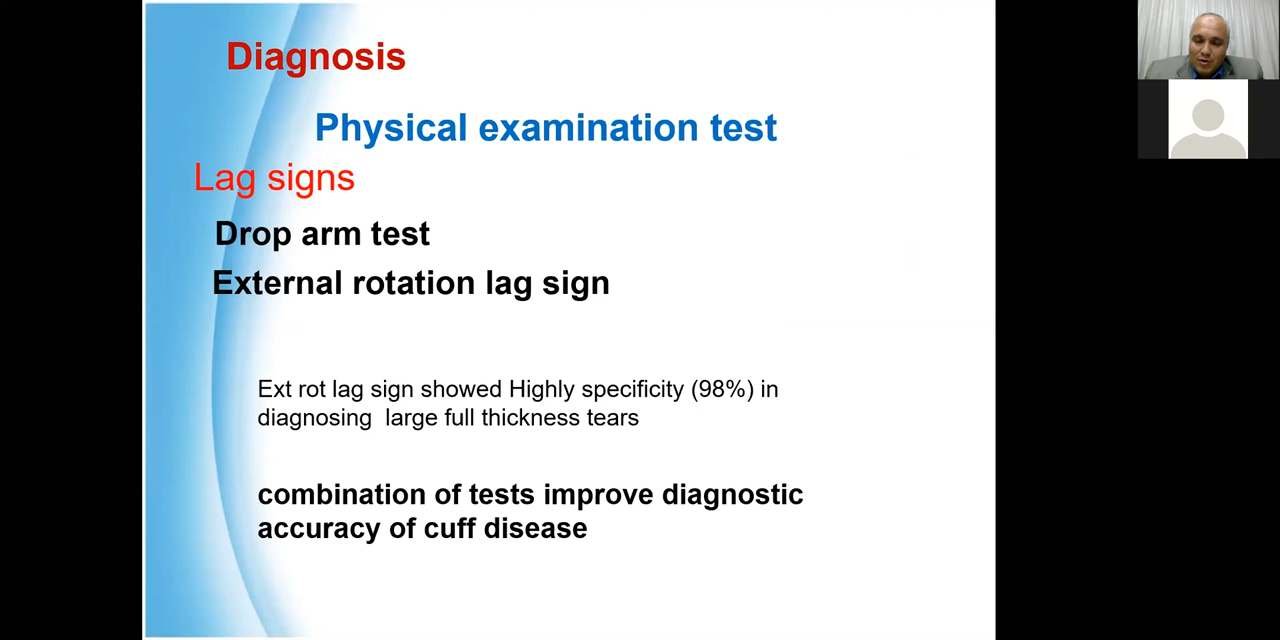 Diagnosis
Physical examination test
Lag signs
Drop arm test
External rotation lag sign
Ext rot lag sign showed Highly specificity (98%) in
diagnosing  large full thickness tears
combination of tests improve diagnostic
accuracy of cuff disease